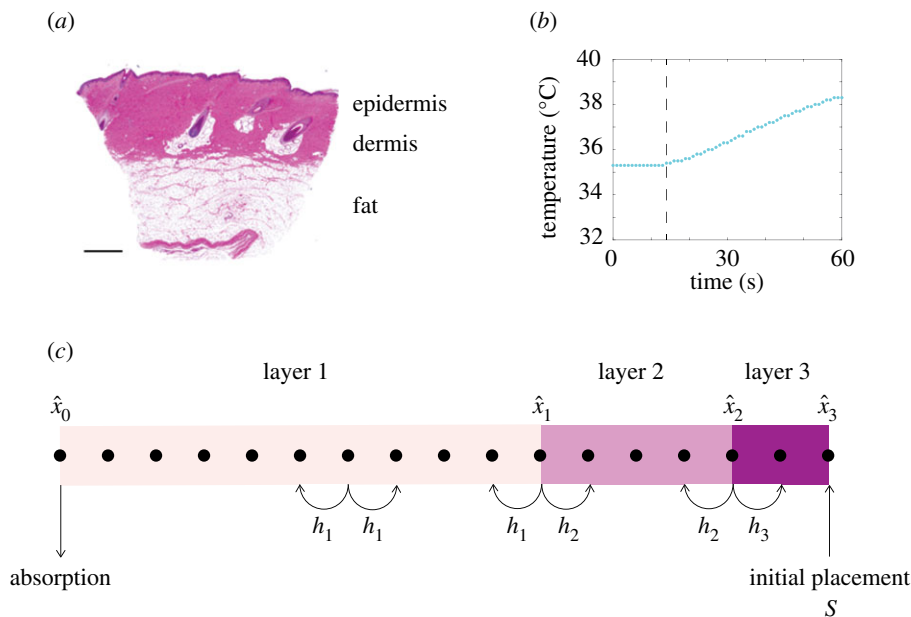 (a)
epidermis
dermis
fat
(b)
temperature (°C)
40
38
36
34
32
0
30
60
time (s)
(c)
layer 1
layer 2
layer 3
x̂₀
x̂₁
x̂₂
x̂₃
h₁
h₁
h₁
h₂
h₂
h₃
absorption
initial placement
S